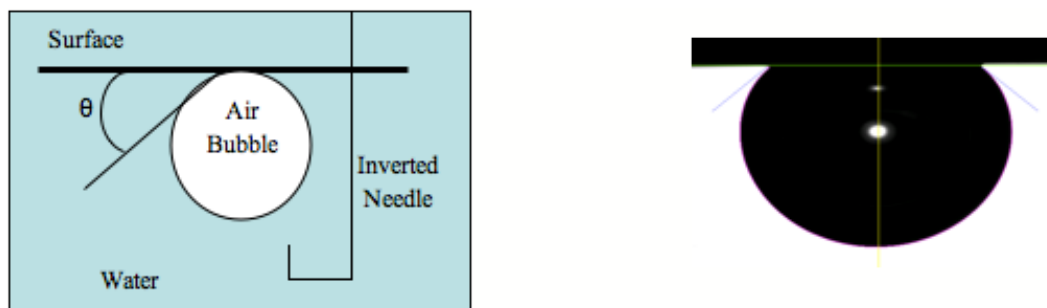 Surface
θ
Air
Bubble
Inverted
Needle
Water